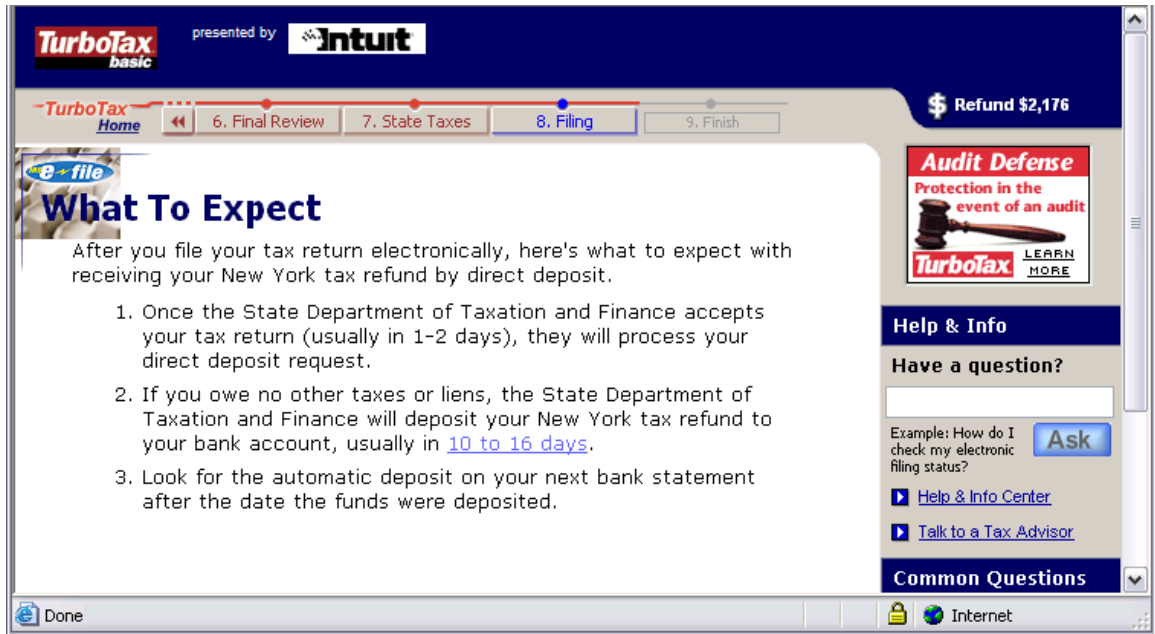 TurboTax
basic
presented by
Intuit
TurboTax
Home
6. Final Review
7. State Taxes
8. Filing
9. Finish
$ Refund $2,176
e-file
What To Expect
After you file your tax return electronically, here's what to expect with
receiving your New York tax refund by direct deposit.
1. Once the State Department of Taxation and Finance accepts
your tax return (usually in 1-2 days), they will process your
direct deposit request.
2. If you owe no other taxes or liens, the State Department of
Taxation and Finance will deposit your New York tax refund to
your bank account, usually in 10 to 16 days.
3. Look for the automatic deposit on your next bank statement
after the date the funds were deposited.
Audit Defense
Protection in the
event of an audit
TurboTax
LEARN
MORE
Help & Info
Have a question?
Example: How do I
check my electronic
filing status?
Ask
Help & Info Center
Talk to a Tax Advisor
Common Questions
Done
Internet